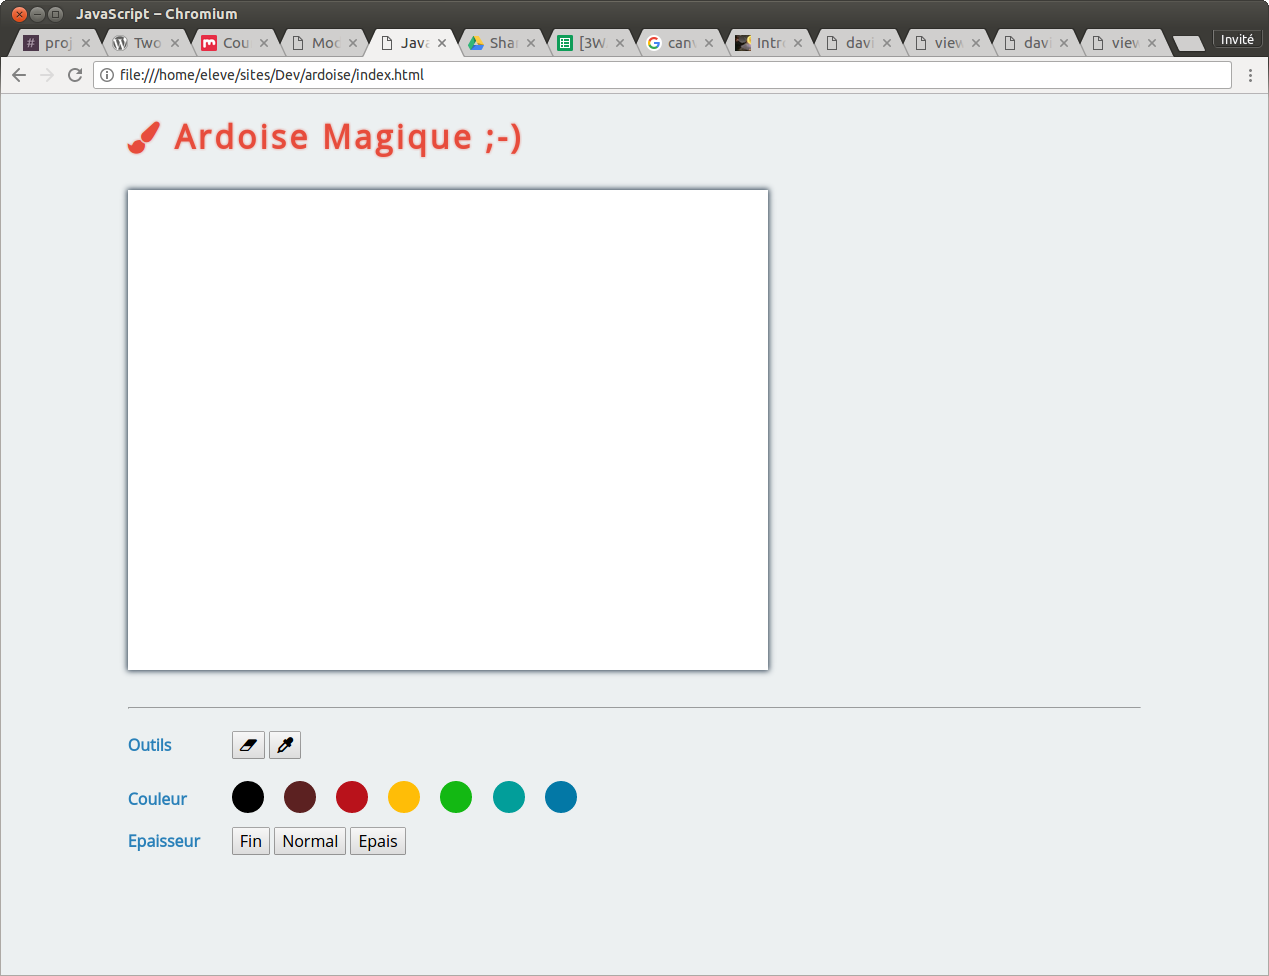 JavaScript – Chromium
proj Two Cou Moc Java Shar [3W can Intr davi view davi view Invité
file:///home/eleve/sites/Dev/ardoise/index.html
Ardoise Magique ;-)
Outils
Couleur
Epaisseur Fin Normal Epais